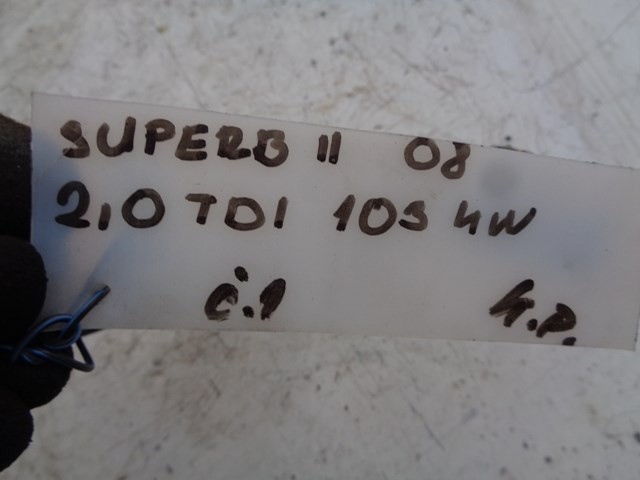 SUPERB II 08
2,0 TDI 103 kW
č.1 K.P.